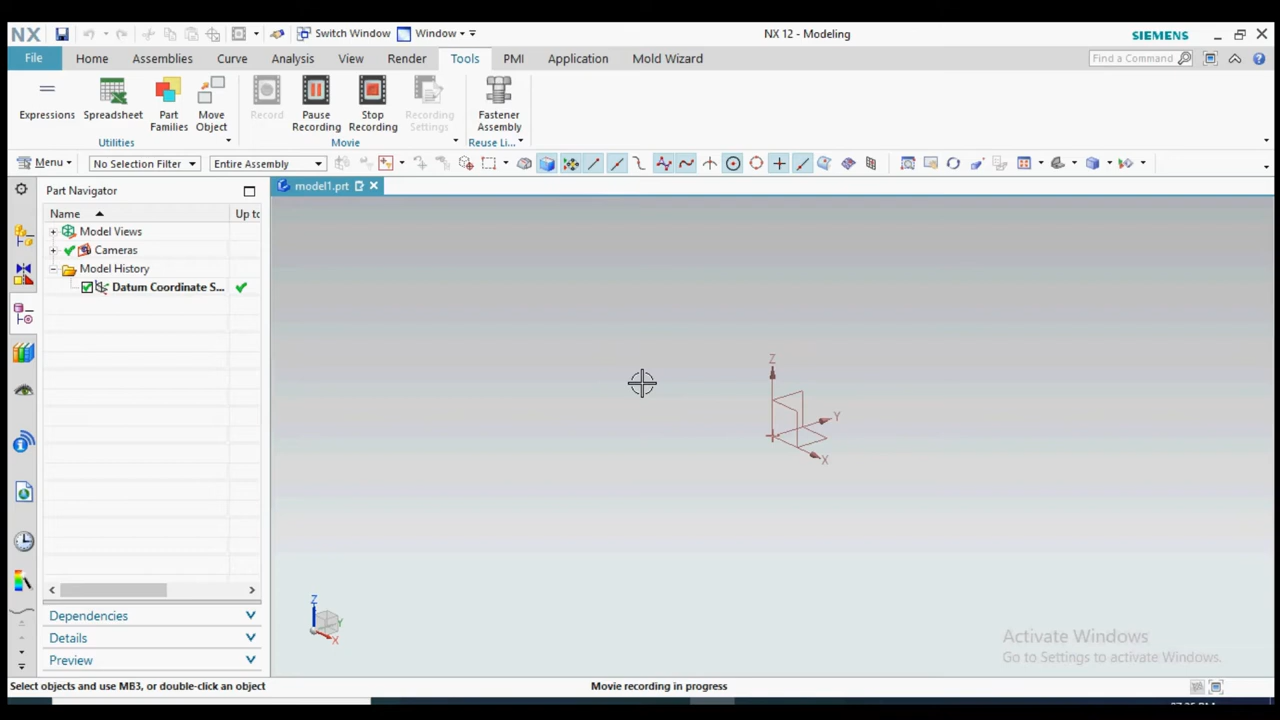 NX Switch Window Window NX 12 - Modeling SIEMENS
File Home Assemblies Curve Analysis View Render Tools PMI Application Mold Wizard Find a Command
Expressions Spreadsheet Part Families Move Object Record Pause Recording Stop Recording Recording Settings Fastener Assembly
Utilities Movie Reuse Li...
Menu No Selection Filter Entire Assembly
Part Navigator model1.prt
Name Up to
Model Views
Cameras
Model History
Datum Coordinate S...
Z
Y
X
Z
Y
X
Dependencies
Details
Preview
Activate Windows
Go to Settings to activate Windows.
Select objects and use MB3, or double-click an object Movie recording in progress